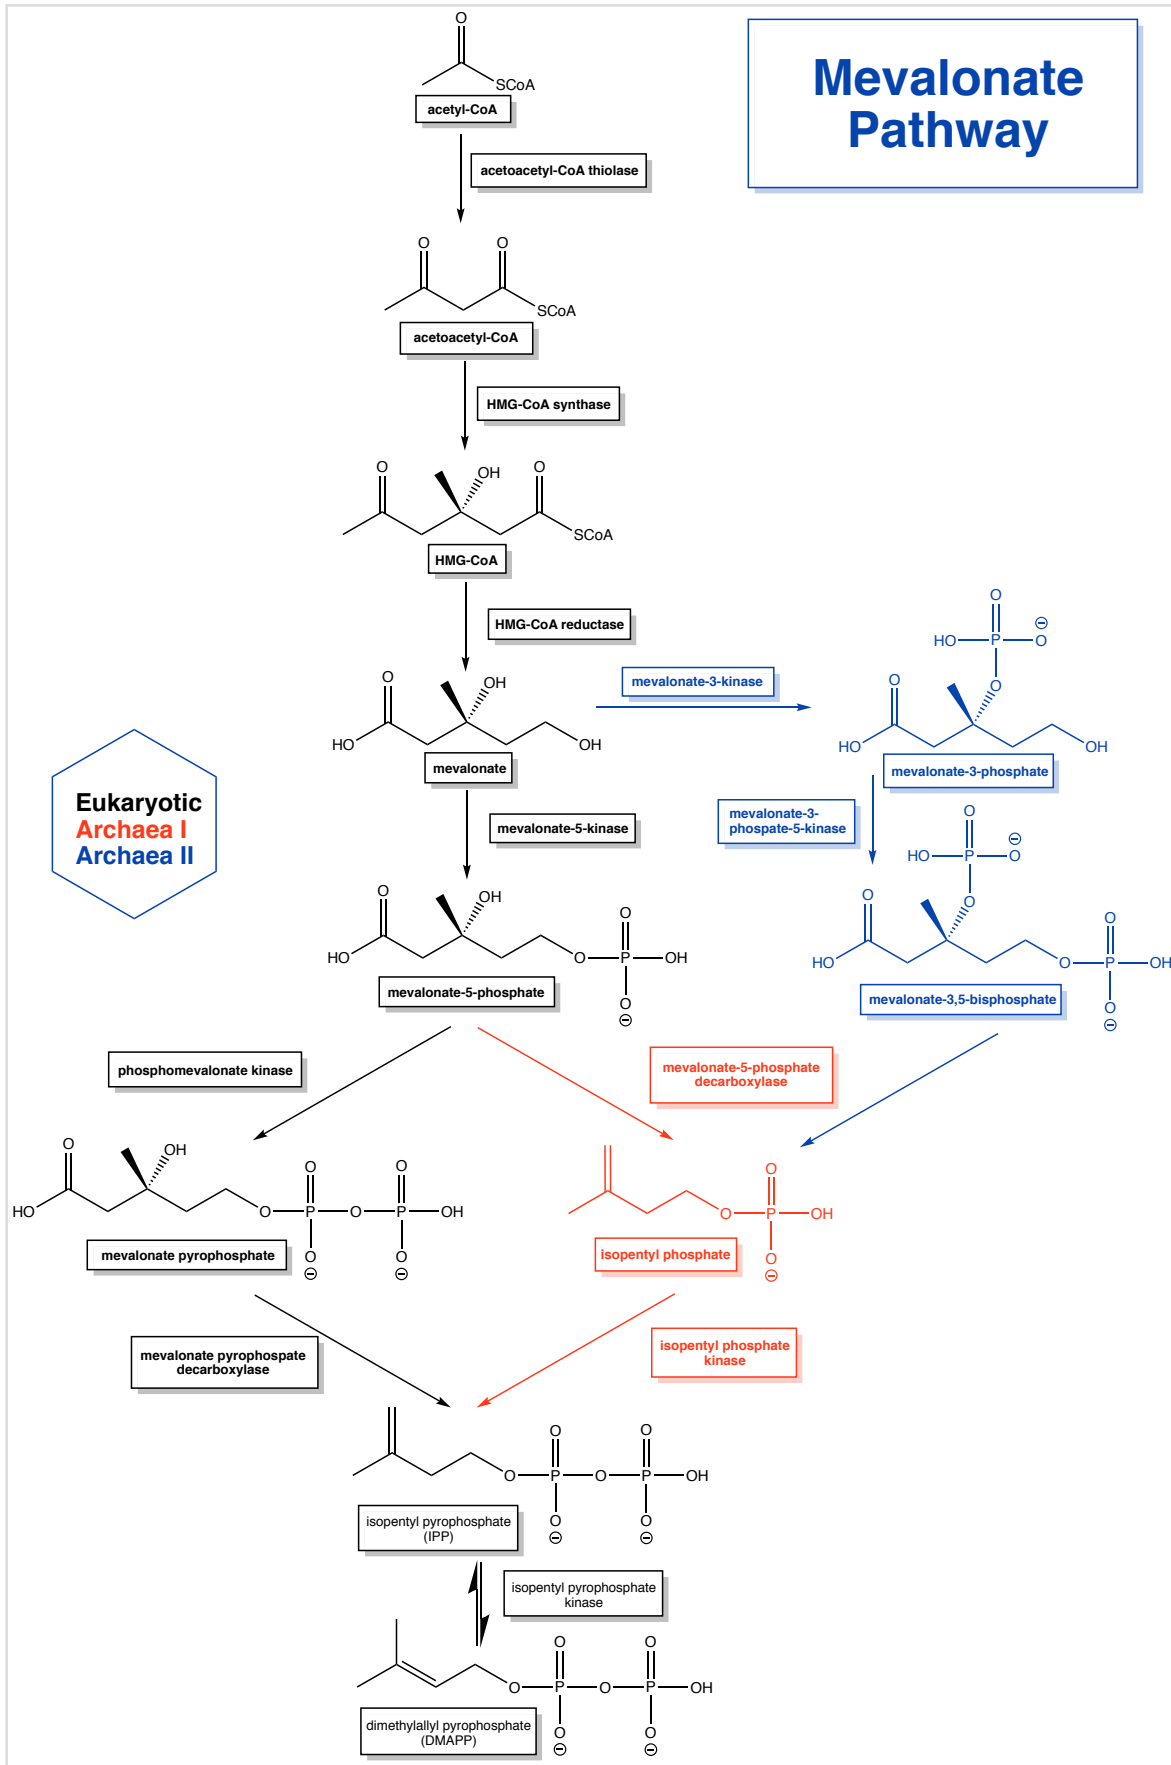 Mevalonate
Pathway
O
SCoA
acetyl-CoA
acetoacetyl-CoA thiolase
O O
SCoA
acetoacetyl-CoA
HMG-CoA synthase
O OH O
SCoA
HMG-CoA
HMG-CoA reductase
O OH
HO OH
mevalonate
mevalonate-3-kinase
O
HO P O ⊖
O
O
HO OH
mevalonate-3-phosphate
Eukaryotic
Archaea I
Archaea II
mevalonate-5-kinase
mevalonate-3-
phospate-5-kinase
O OH O
HO O P OH
O
⊖
mevalonate-5-phosphate
O
HO P O ⊖
O
O O
HO O P OH
O
⊖
mevalonate-3,5-bisphosphate
phosphomevalonate kinase
mevalonate-5-phosphate
decarboxylase
O OH O O
HO O P O P OH
O O
⊖ ⊖
mevalonate pyrophosphate
O
O P OH
O
⊖
isopentyl phosphate
mevalonate pyrophospate
decarboxylase
isopentyl phosphate
kinase
O O
O P O P OH
O O
⊖ ⊖
isopentyl pyrophosphate
(IPP)
isopentyl pyrophosphate
kinase
O O
O P O P OH
O O
⊖ ⊖
dimethylallyl pyrophosphate
(DMAPP)